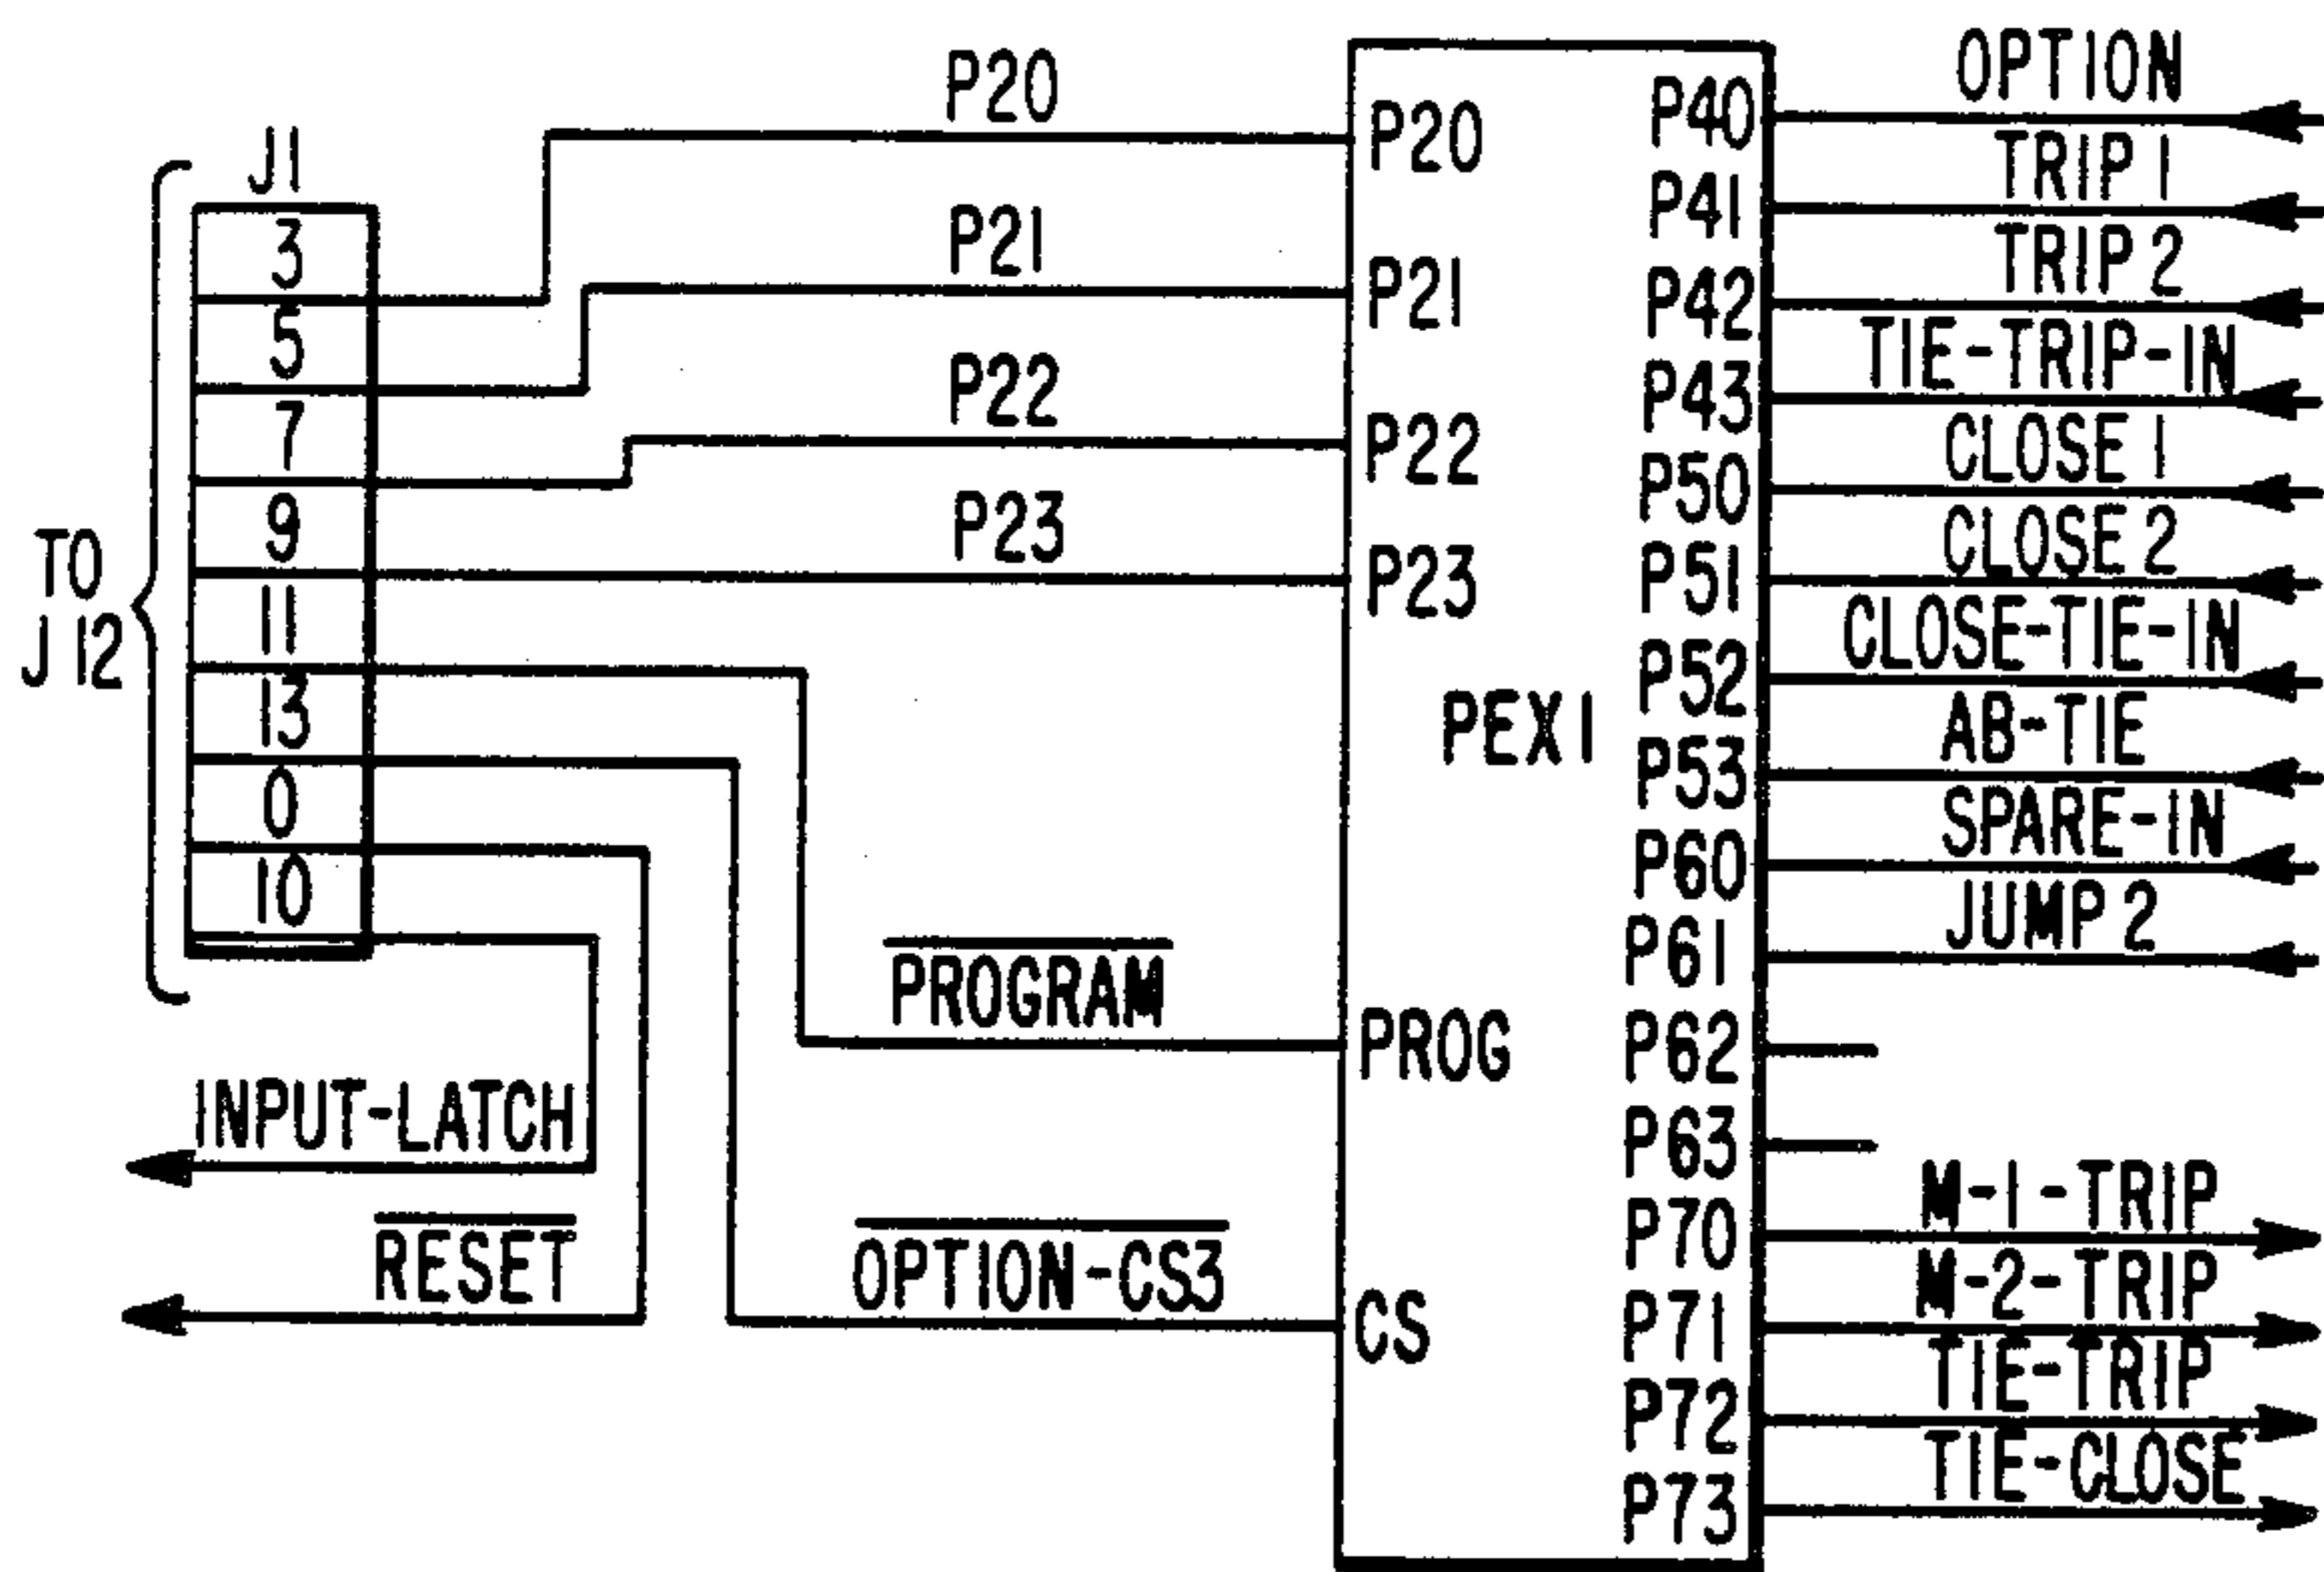 TO
J 12
J1
3
5
7
9
11
13
0
10
P20
P21
P22
P23
PROGRAM
INPUT-LATCH
RESET
OPTION-CS3
P20
P21
P22
P23
PEX1
PROG
CS
P40
P41
P42
P43
P50
P51
P52
P53
P60
P61
P62
P63
P70
P71
P72
P73
OPTION
TRIP 1
TRIP 2
TIE-TRIP-IN
CLOSE 1
CLOSE 2
CLOSE-TIE-IN
AB-TIE
SPARE-IN
JUMP 2
M-1-TRIP
M-2-TRIP
TIE-TRIP
TIE-CLOSE